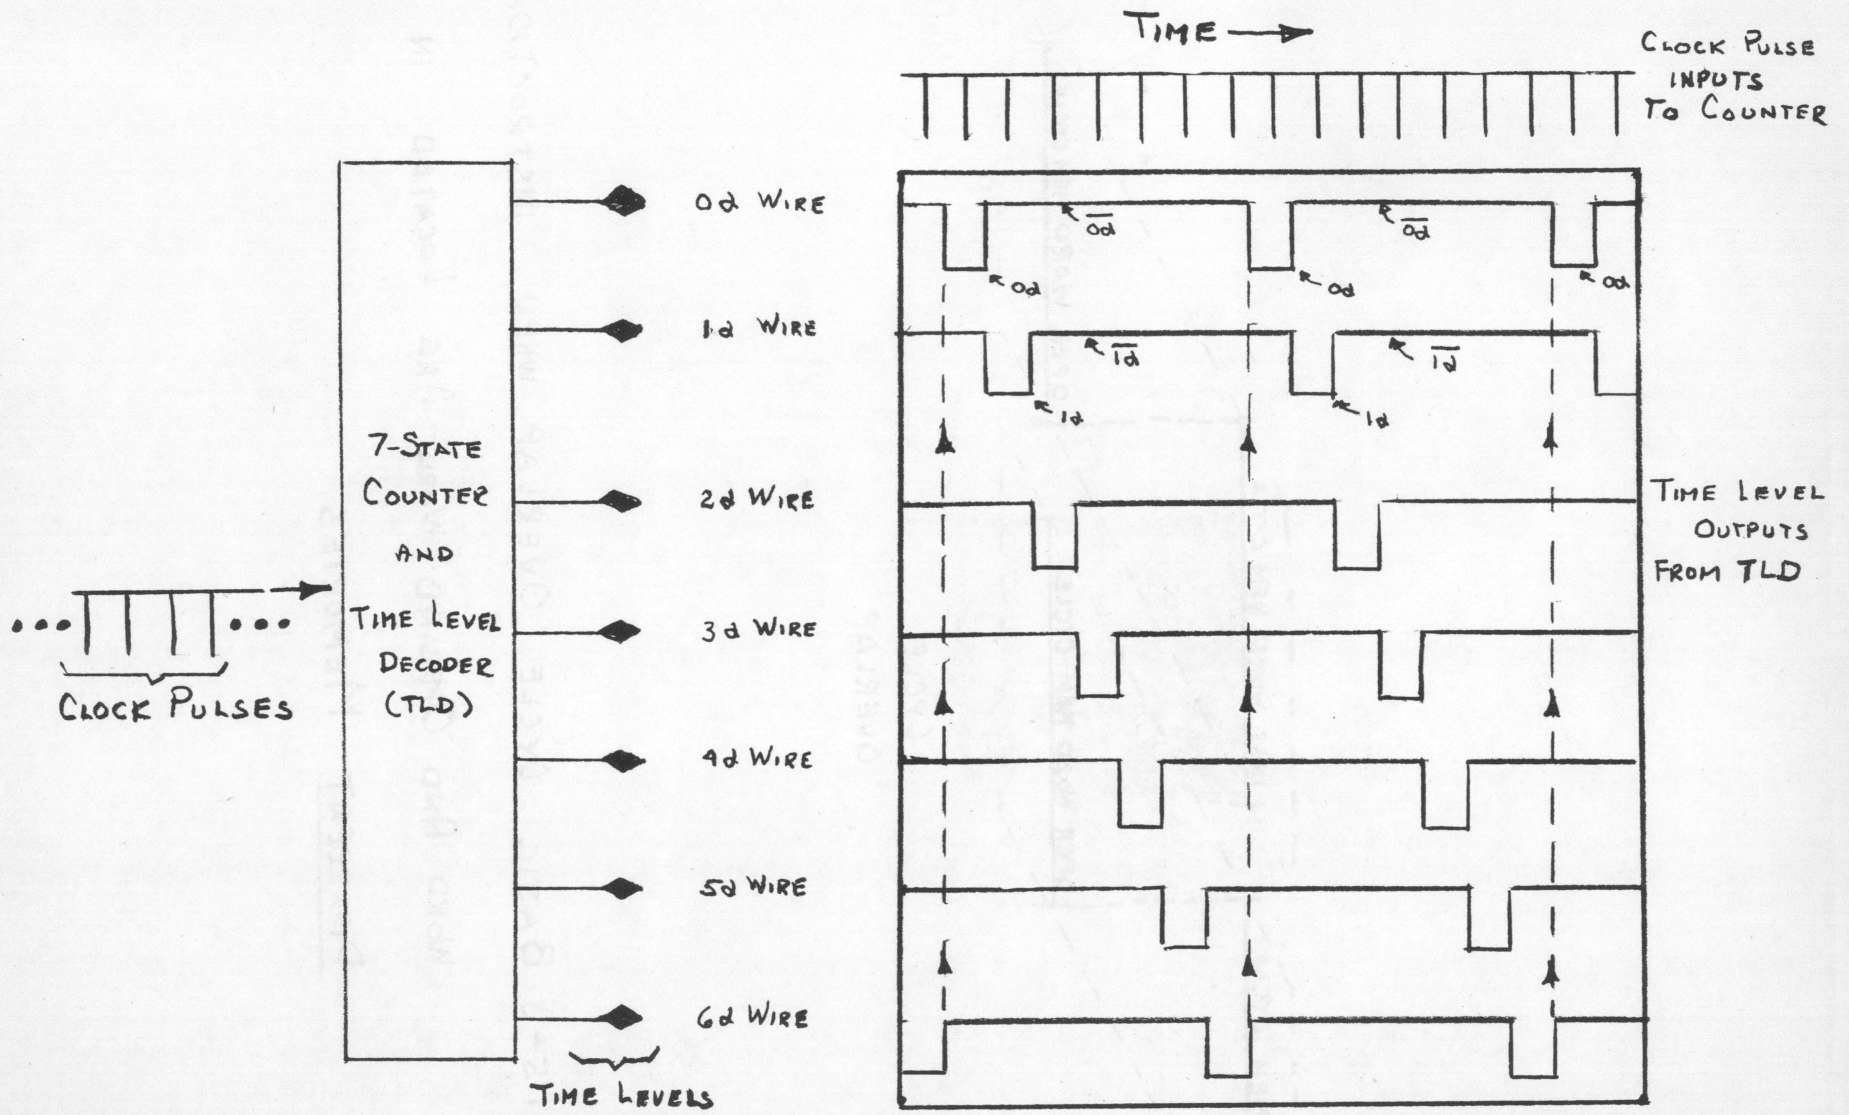 TIME
CLOCK PULSE
INPUTS
TO COUNTER
7-STATE
COUNTER
AND
TIME LEVEL
DECODER
(TLD)
CLOCK PULSES
0d WIRE
1d WIRE
2d WIRE
3d WIRE
4d WIRE
5d WIRE
6d WIRE
TIME LEVELS
0d
0d
0d
0d
0d
1d
1d
1d
1d
TIME LEVEL
OUTPUTS
FROM TLD